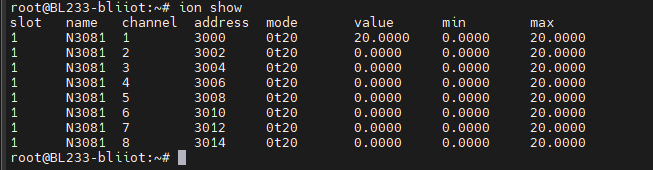 root@BL233-bliiot:~# ion show
slot name channel address mode value min max
1 N3081 1 3000 0t20 20.0000 0.0000 20.0000
1 N3081 2 3002 0t20 0.0000 0.0000 20.0000
1 N3081 3 3004 0t20 0.0000 0.0000 20.0000
1 N3081 4 3006 0t20 0.0000 0.0000 20.0000
1 N3081 5 3008 0t20 0.0000 0.0000 20.0000
1 N3081 6 3010 0t20 0.0000 0.0000 20.0000
1 N3081 7 3012 0t20 0.0000 0.0000 20.0000
1 N3081 8 3014 0t20 0.0000 0.0000 20.0000
root@BL233-bliiot:~#